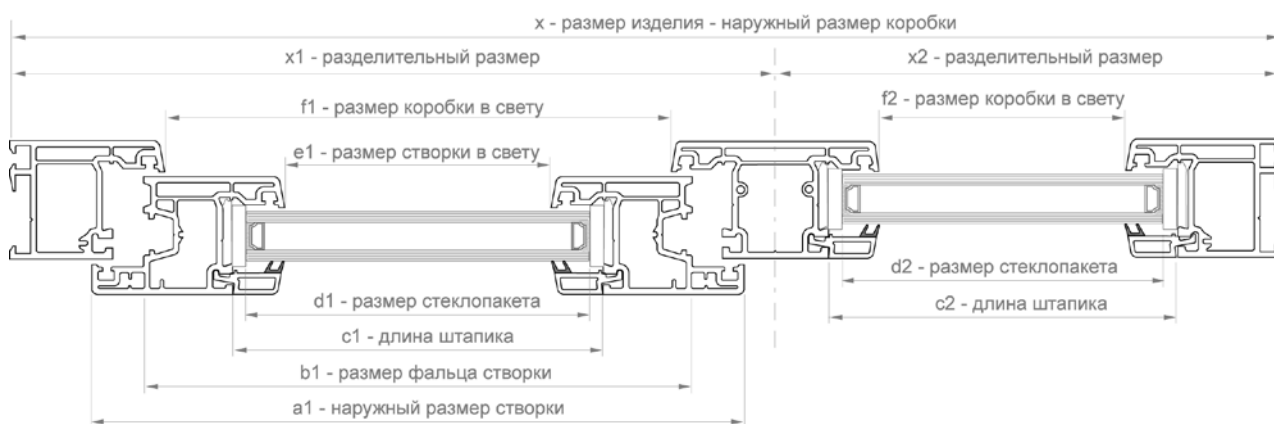 x - размер изделия - наружный размер коробки
x1 - разделительный размер
x2 - разделительный размер
f1 - размер коробки в свету
f2 - размер коробки в свету
e1 - размер створки в свету
d1 - размер стеклопакета
d2 - размер стеклопакета
c1 - длина штапика
c2 - длина штапика
b1 - размер фальца створки
a1 - наружный размер створки